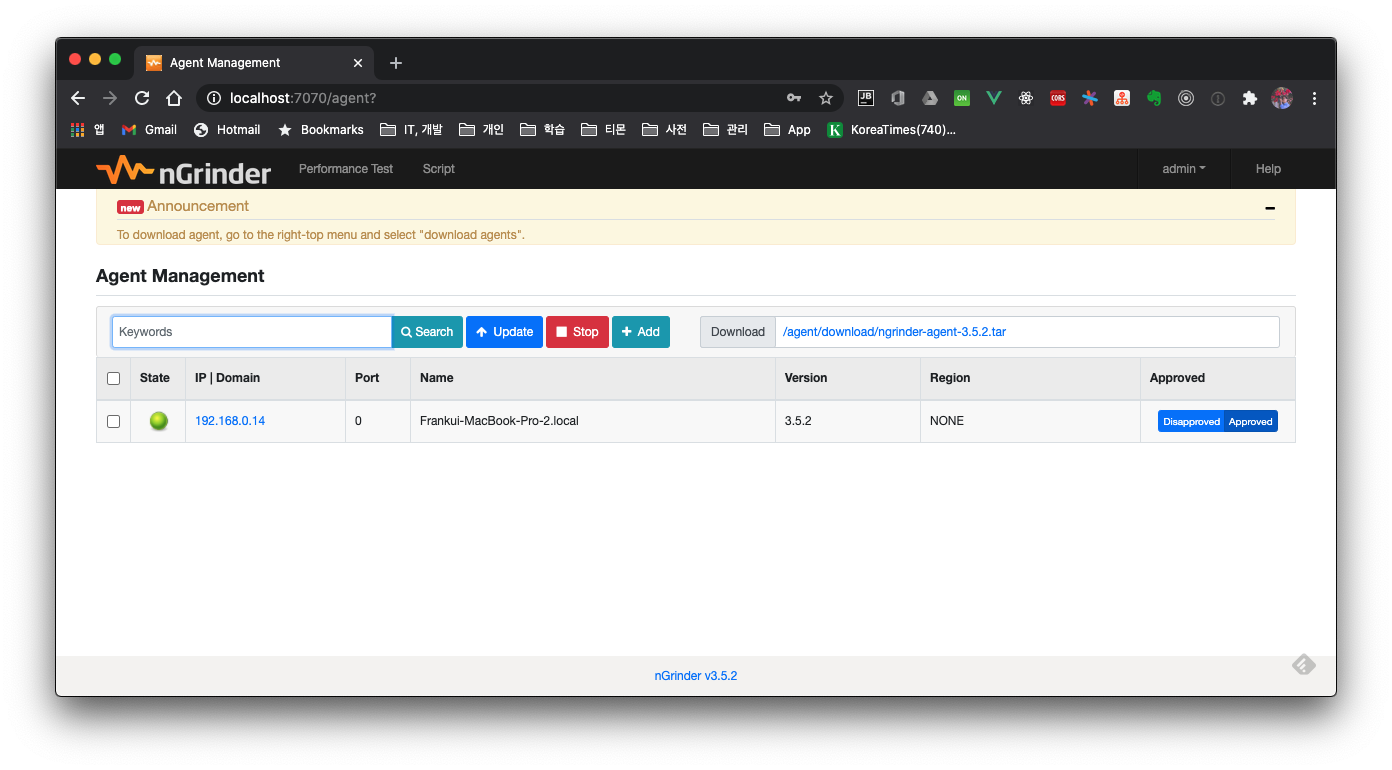 Agent Management
localhost:7070/agent?
JB
ON
CORS
앱 Gmail Hotmail Bookmarks IT, 개발 개인 학습 티몬 사전 관리 App K KoreaTimes(740)...
nGrinder Performance Test Script admin Help
new Announcement
To download agent, go to the right-top menu and select "download agents".
Agent Management
Keywords Search Update Stop Add Download /agent/download/ngrinder-agent-3.5.2.tar
State IP | Domain Port Name Version Region Approved
192.168.0.14 0 Frankui-MacBook-Pro-2.local 3.5.2 NONE Disapproved Approved
nGrinder v3.5.2